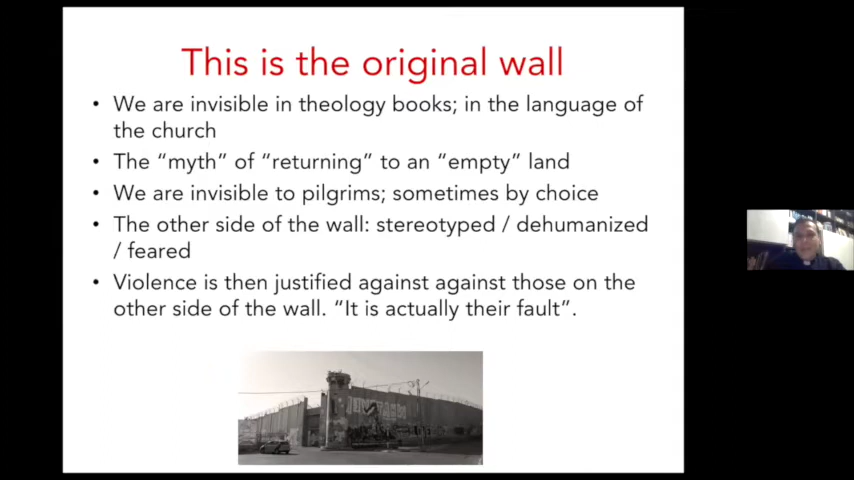 This is the original wall
• We are invisible in theology books; in the language of
the church
• The “myth” of “returning” to an “empty” land
• We are invisible to pilgrims; sometimes by choice
• The other side of the wall: stereotyped / dehumanized
/ feared
• Violence is then justified against against those on the
other side of the wall. “It is actually their fault”.